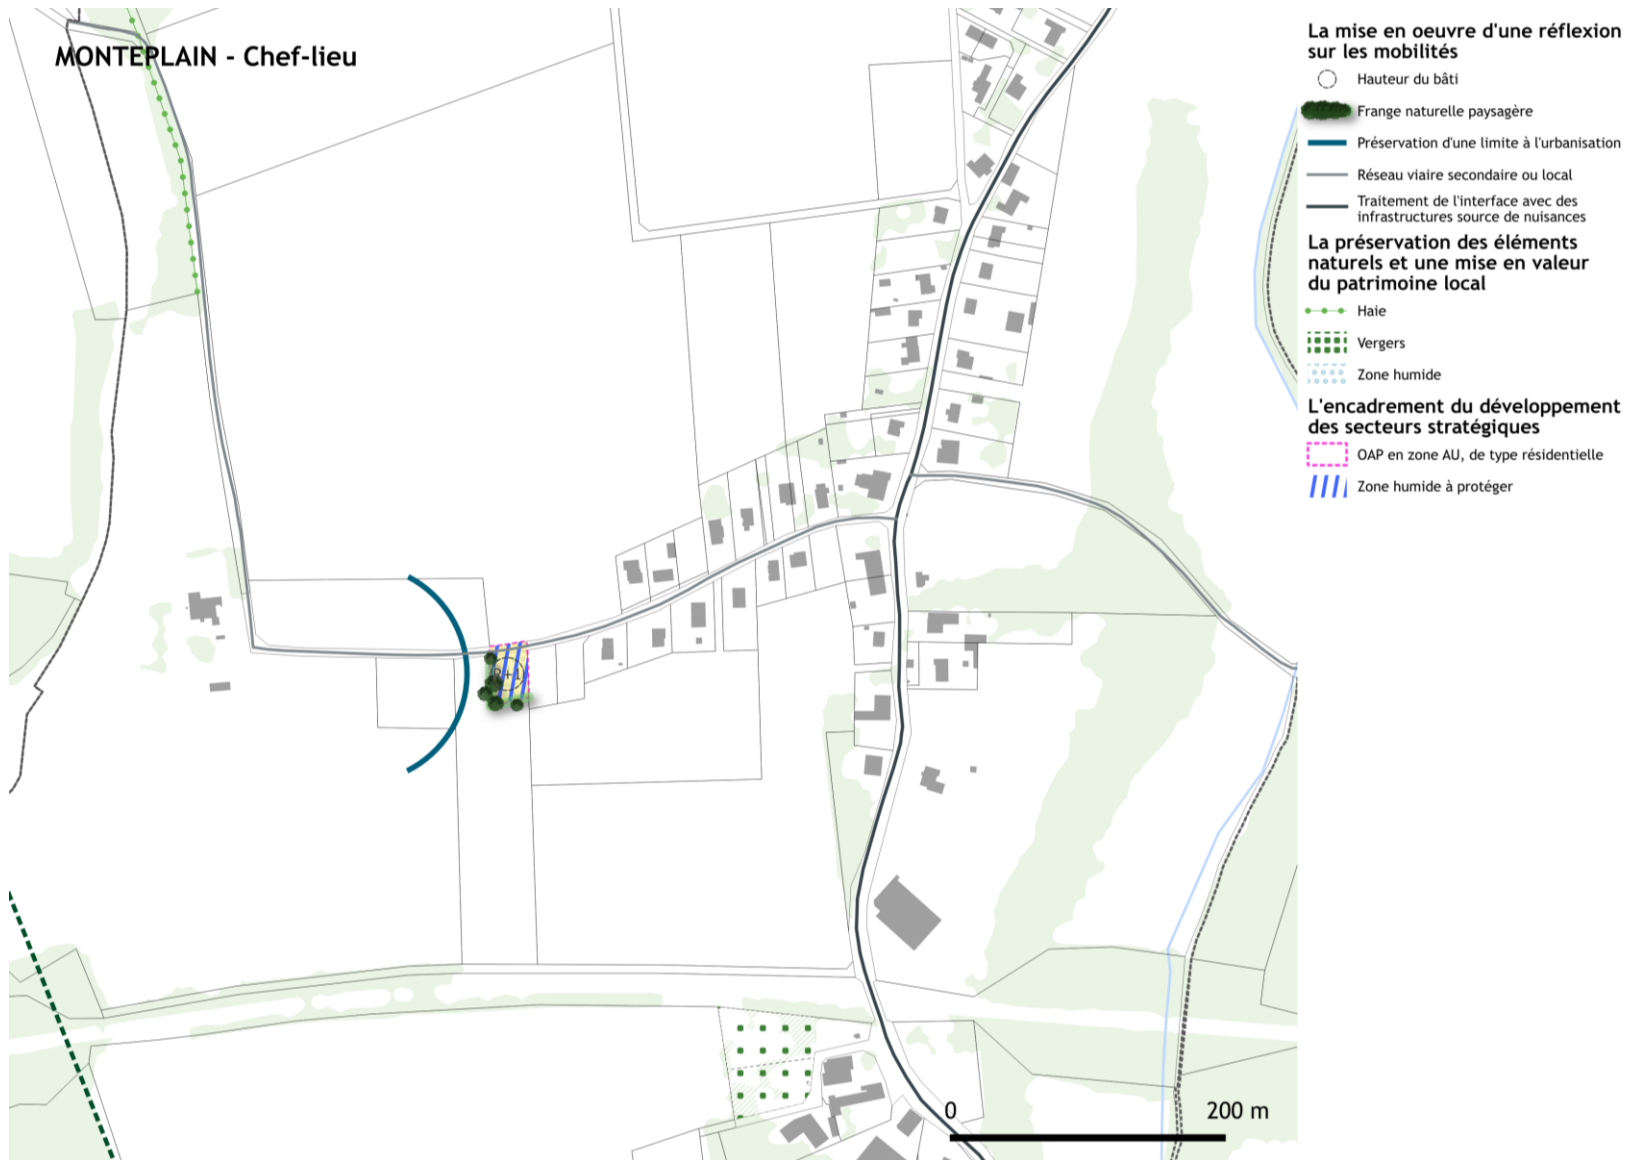 MONTEPLAIN - Chef-lieu
R+1
0
200 m
La mise en oeuvre d'une réflexion
sur les mobilités
Hauteur du bâti
Frange naturelle paysagère
Préservation d'une limite à l'urbanisation
Réseau viaire secondaire ou local
Traitement de l'interface avec des
infrastructures source de nuisances
La préservation des éléments
naturels et une mise en valeur
du patrimoine local
Haie
Vergers
Zone humide
L'encadrement du développement
des secteurs stratégiques
OAP en zone AU, de type résidentielle
Zone humide à protéger